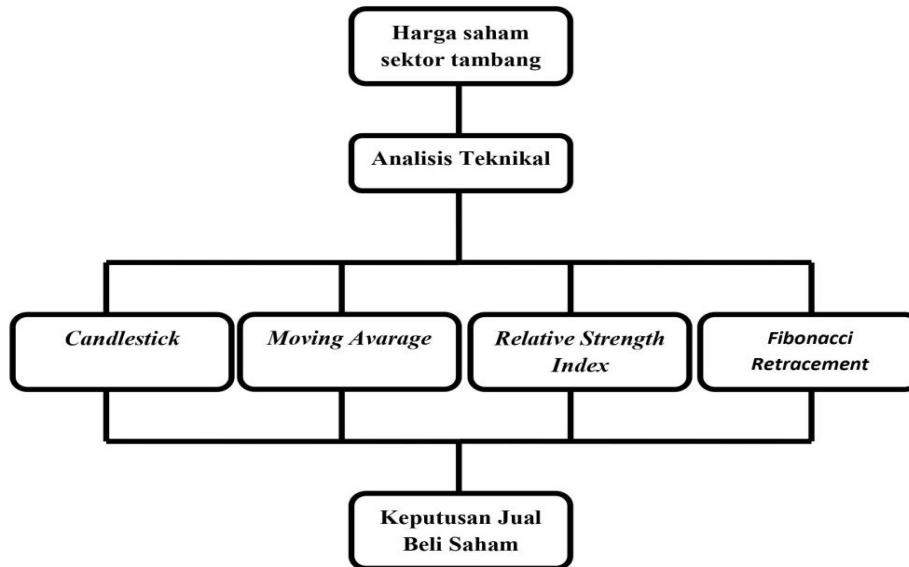 Harga saham
sektor tambang
Analisis Teknikal
Candlestick
Moving Avarage
Relative Strength
Index
Fibonacci
Retracement
Keputusan Jual
Beli Saham